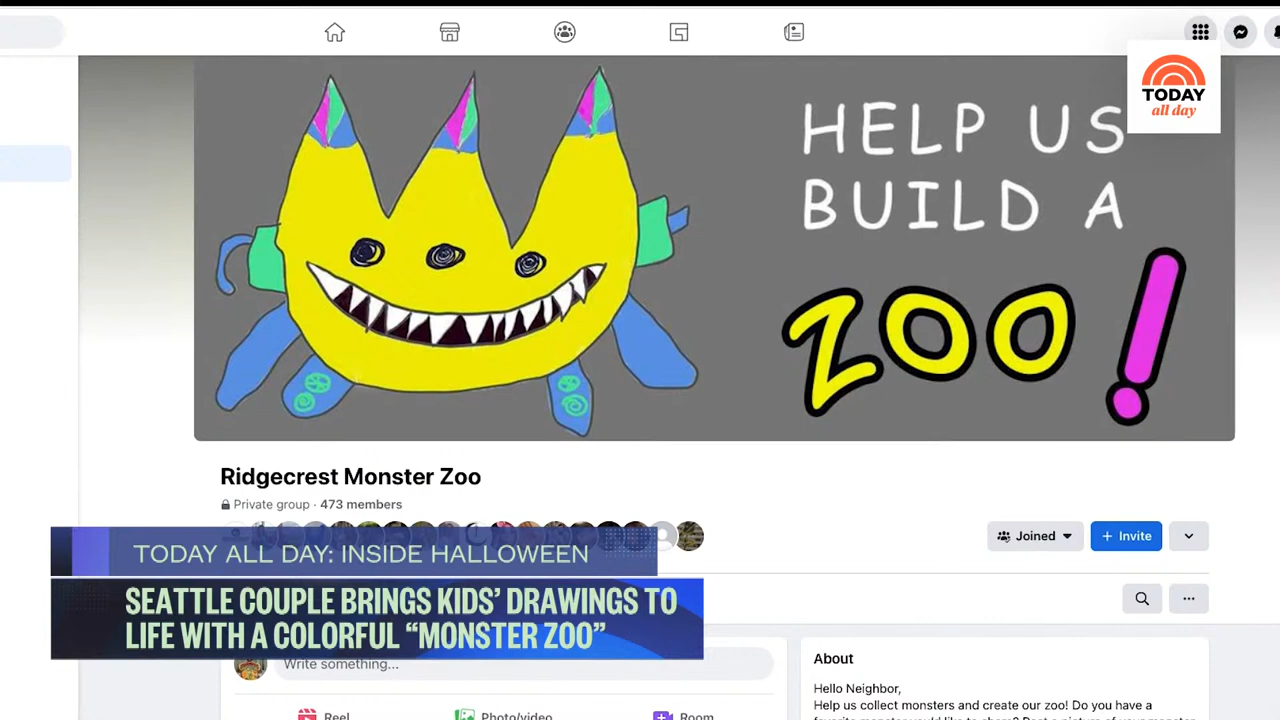 TODAY
all day
HELP US
BUILD A
ZOO!
Ridgecrest Monster Zoo
Private group · 473 members
Joined
+ Invite
TODAY ALL DAY: INSIDE HALLOWEEN
SEATTLE COUPLE BRINGS KIDS' DRAWINGS TO
LIFE WITH A COLORFUL “MONSTER ZOO”
Write something...
Reel
Photo/video
Room
About
Hello Neighbor,
Help us collect monsters and create our zoo! Do you have a